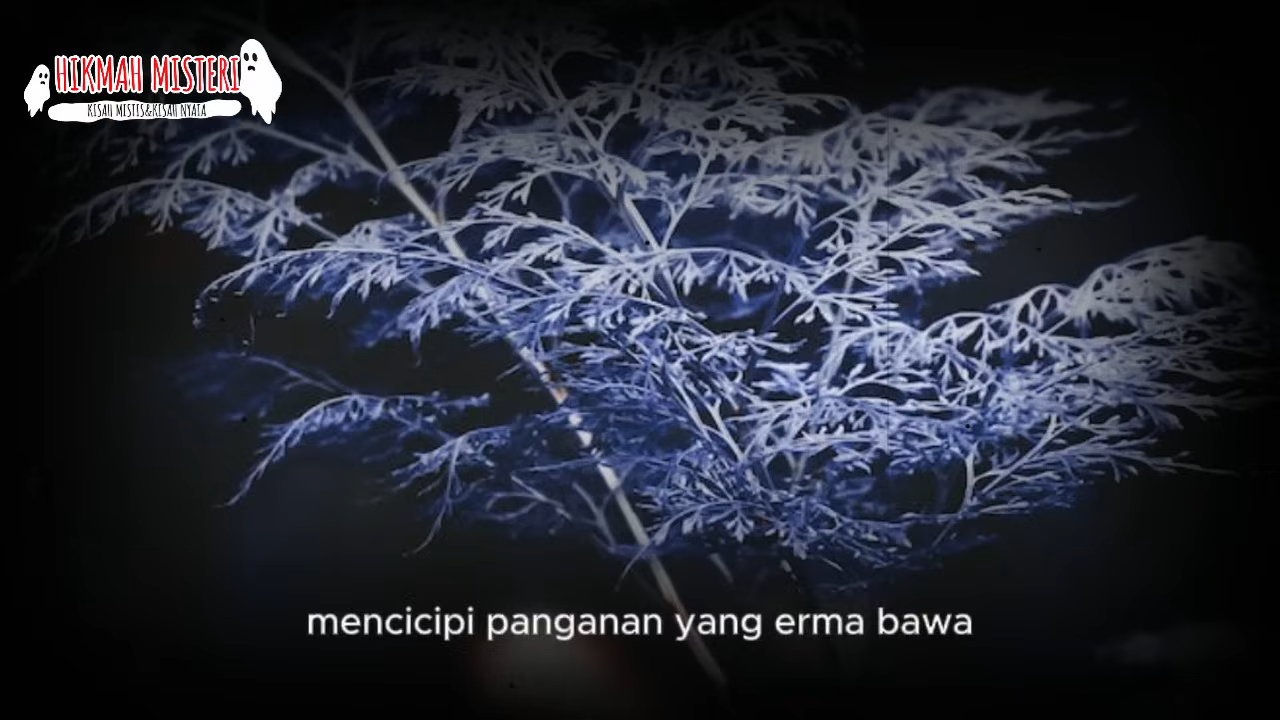 HIKMAH MISTERI
KISAH MISTIS&KISAH NYATA
mencicipi panganan yang erma bawa